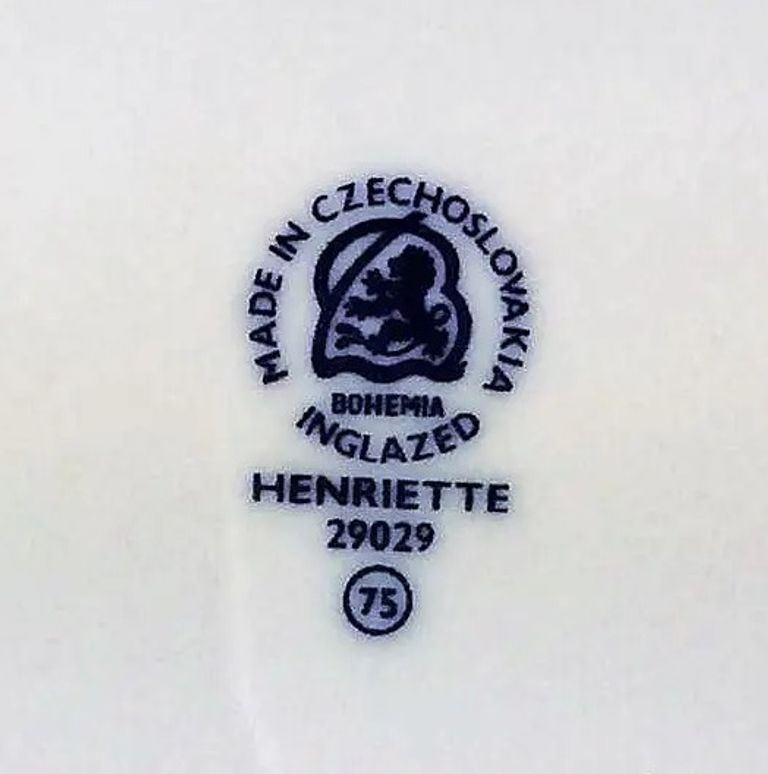 MADE IN CZECHOSLOVAKIA
BOHEMIA
INGLAZED
HENRIETTE
29029
75